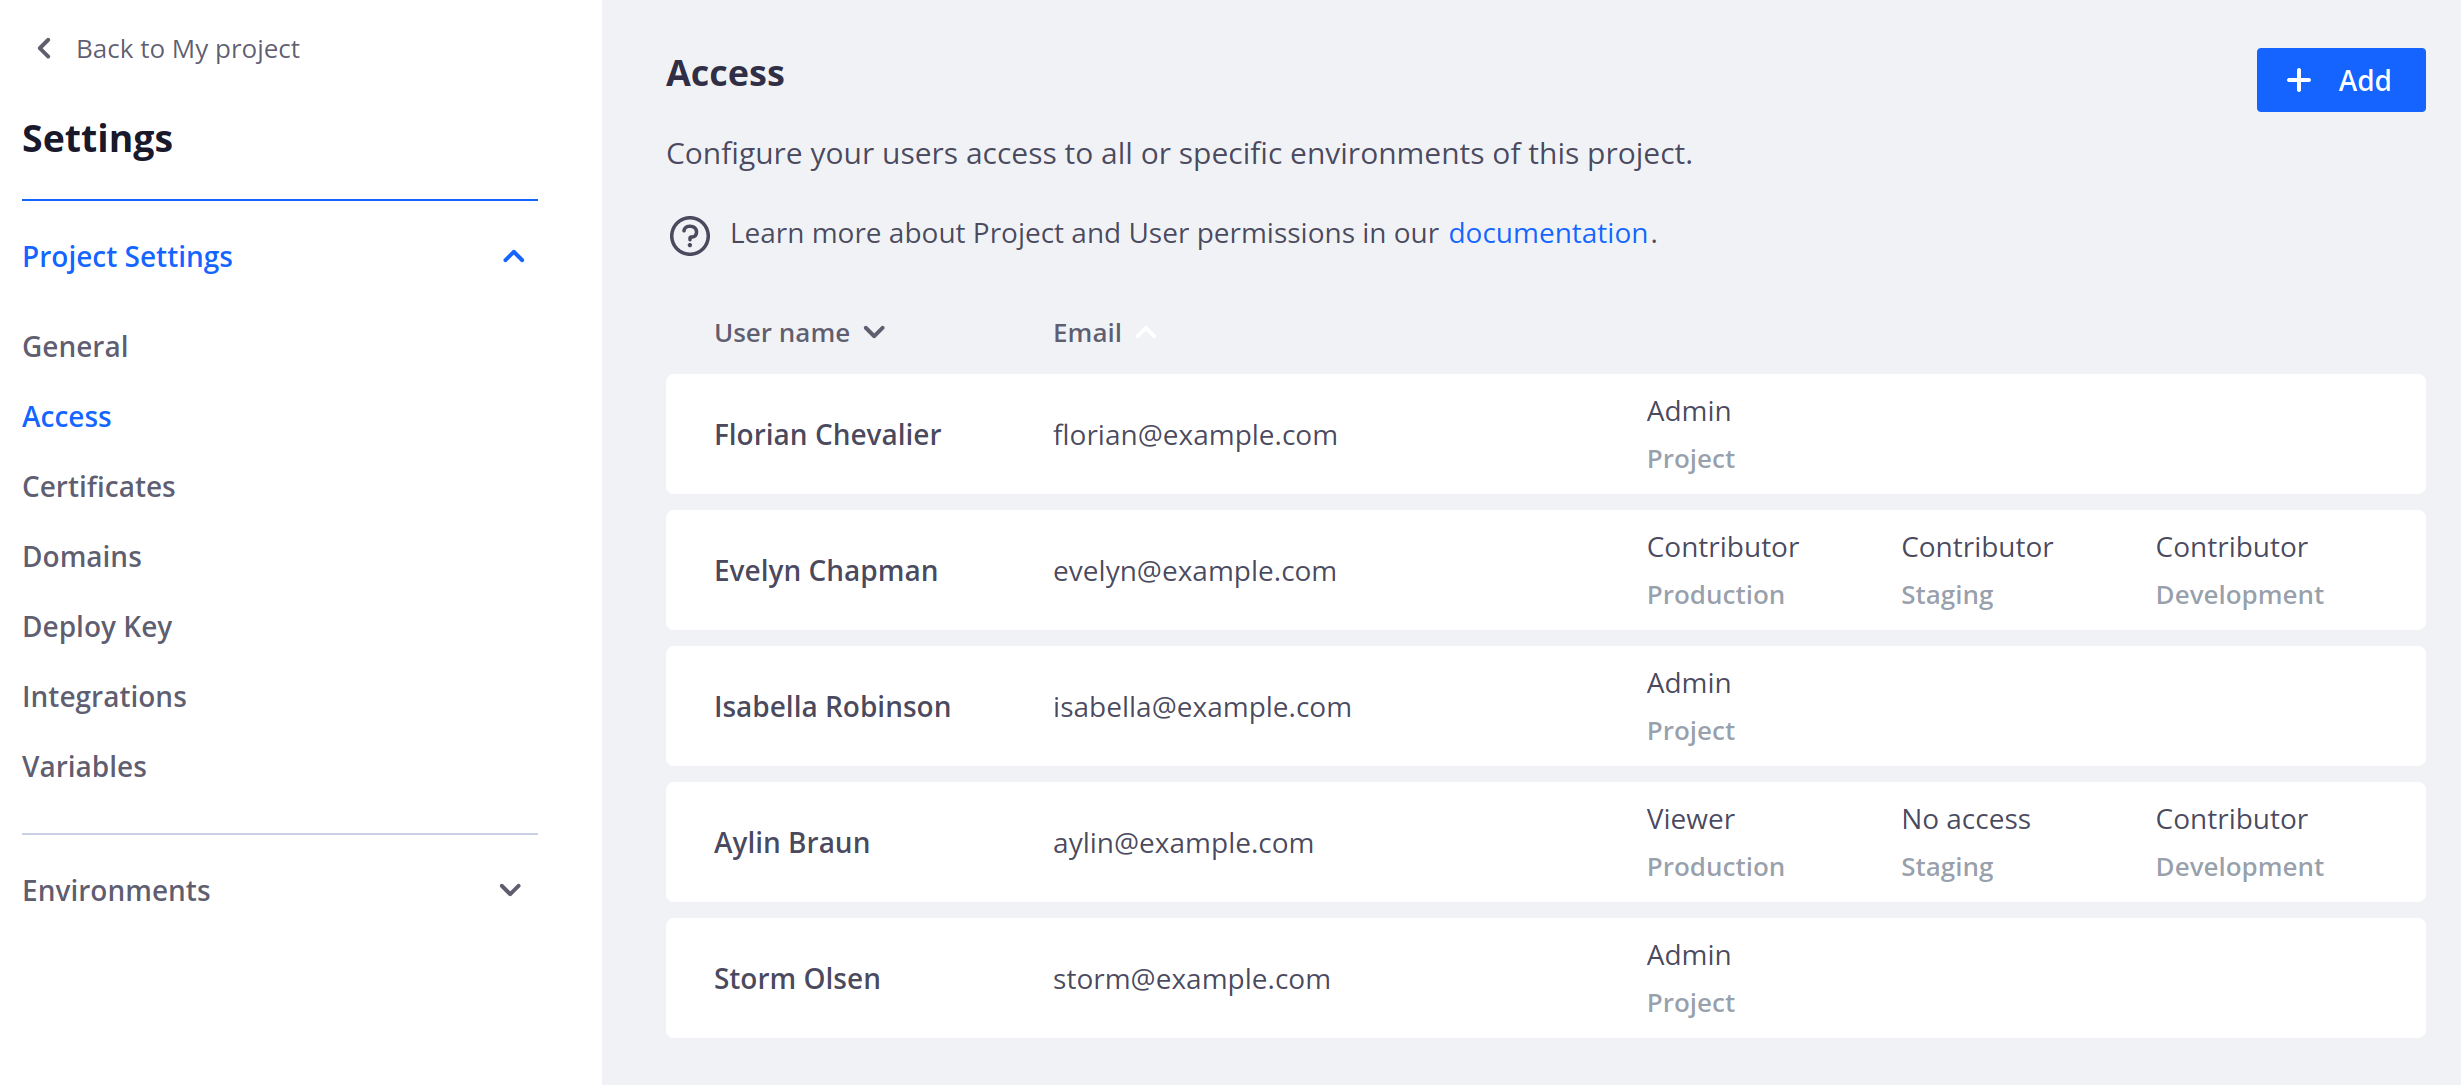 Back to My project
Settings
Project Settings
General
Access
Certificates
Domains
Deploy Key
Integrations
Variables
Environments
Access
Add
Configure your users access to all or specific environments of this project.
Learn more about Project and User permissions in our documentation.
User name Email
Florian Chevalier florian@example.com Admin
Project
Evelyn Chapman evelyn@example.com Contributor Contributor Contributor
Production Staging Development
Isabella Robinson isabella@example.com Admin
Project
Aylin Braun aylin@example.com Viewer No access Contributor
Production Staging Development
Storm Olsen storm@example.com Admin
Project